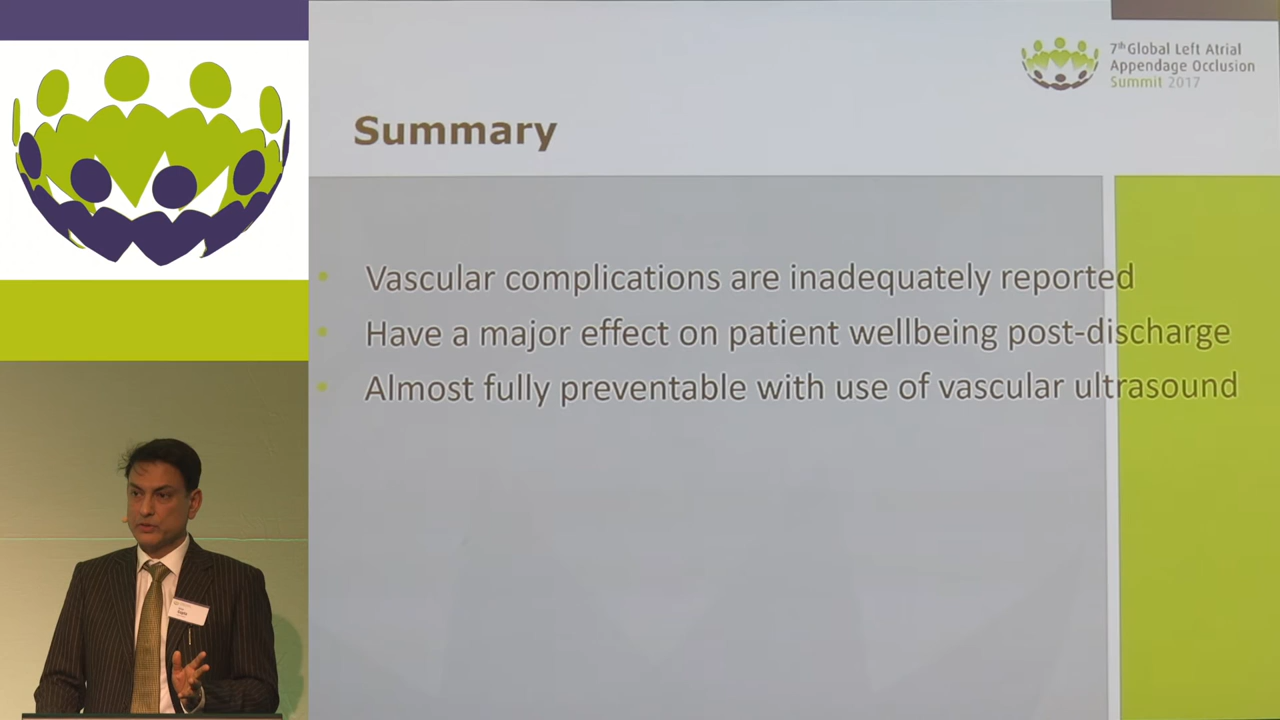 7th Global Left Atrial
Appendage Occlusion
Summit 2017
Summary
• Vascular complications are inadequately reported
• Have a major effect on patient wellbeing post-discharge
• Almost fully preventable with use of vascular ultrasound